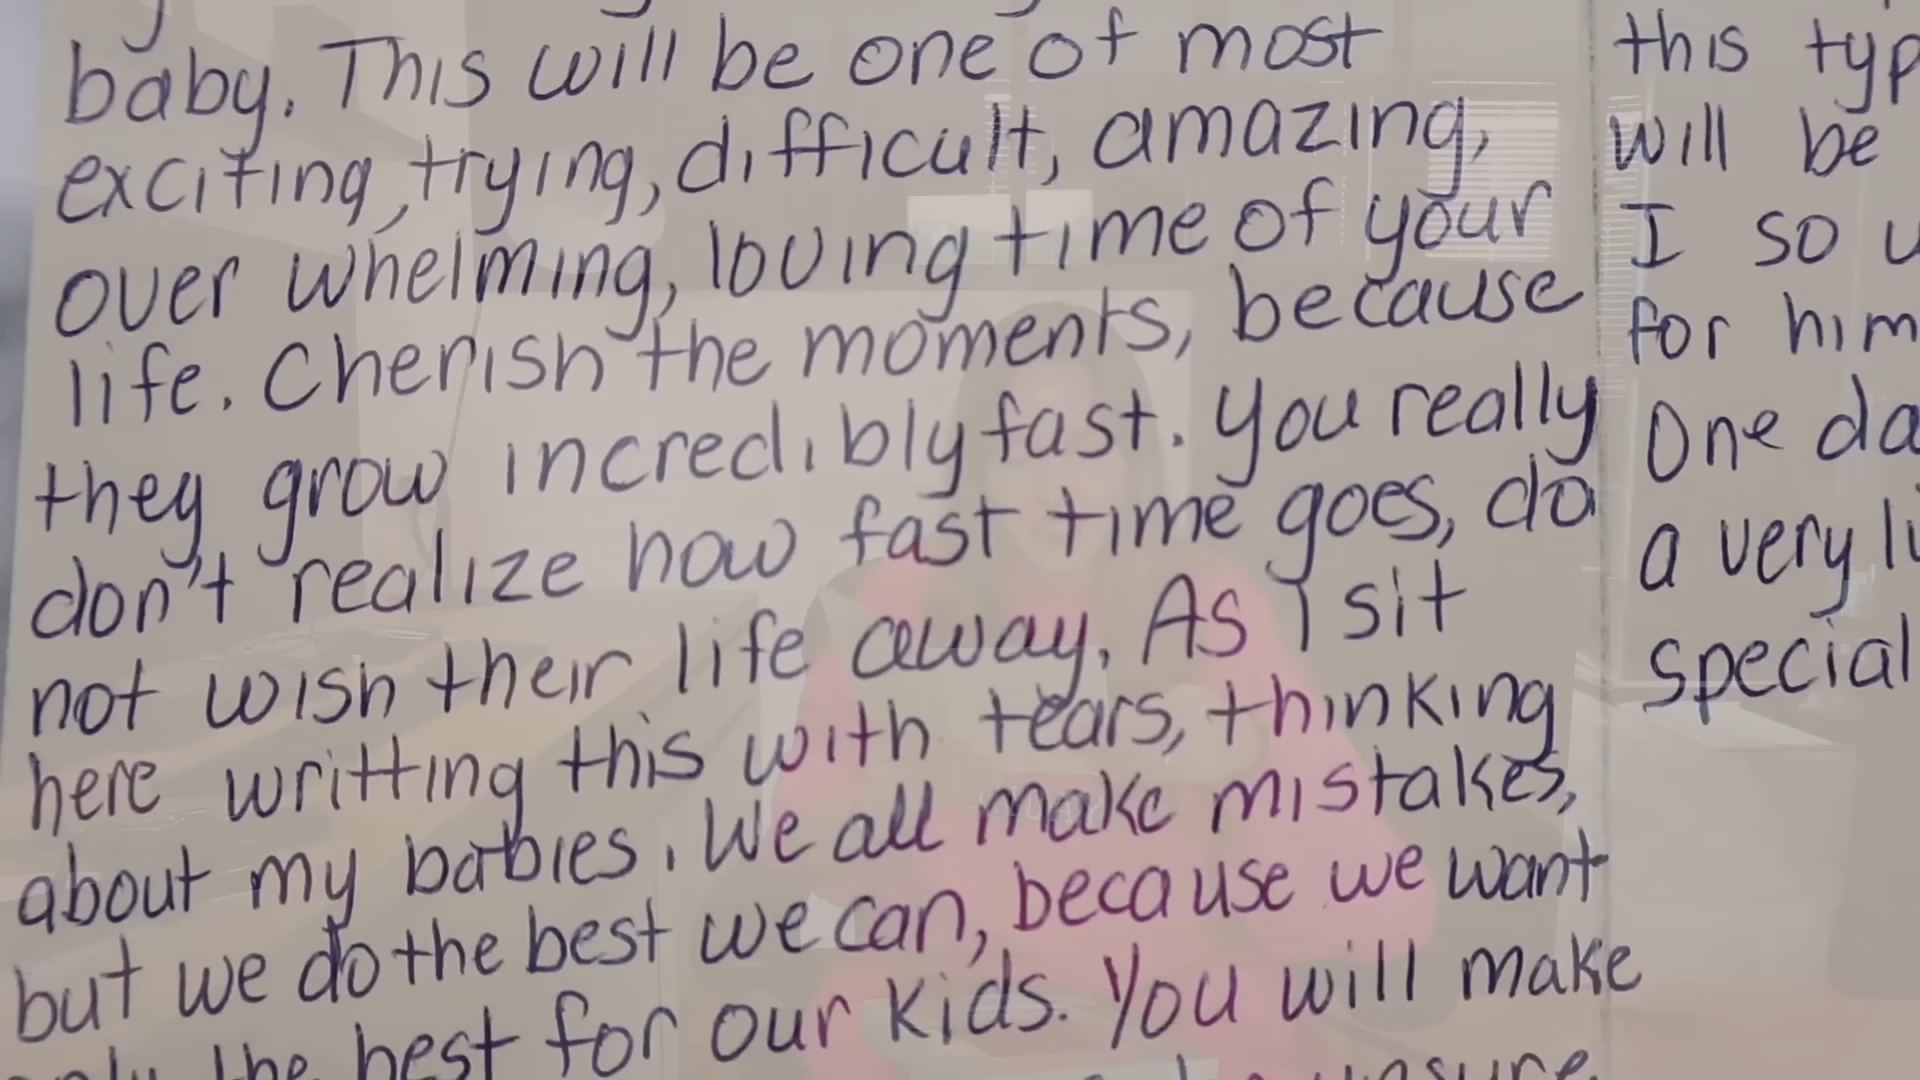 baby. This will be one of most
exciting, trying, difficult, amazing,
over whelming, loving time of your
life. Cherish the moments, because
they grow incredibly fast. You really
don't realize how fast time goes, do
not wish their life away. As I sit
here writting this with tears, thinking
about my babies. We all make mistakes,
but we do the best we can, because we want
only the best for our kids. You will make
unsure
this typ
will be
I so u
for him
One da
a very li
special